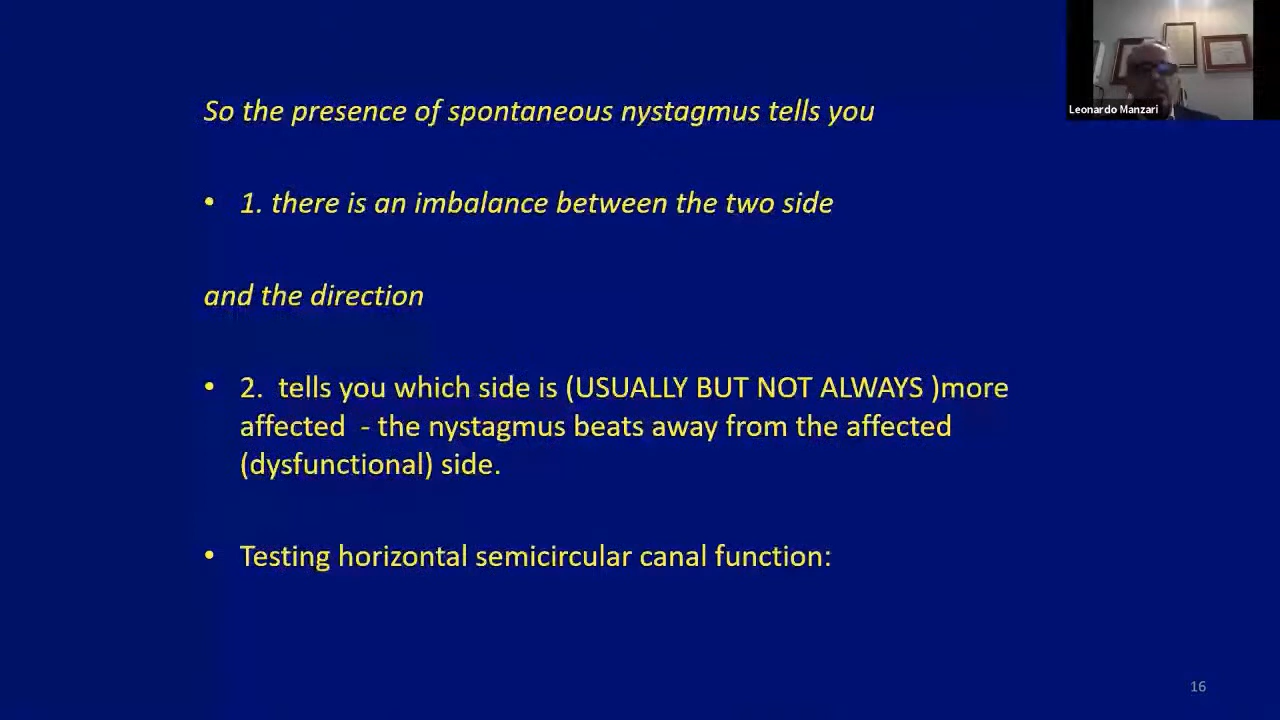 Leonardo Manzari
So the presence of spontaneous nystagmus tells you
• 1. there is an imbalance between the two side
and the direction
• 2.  tells you which side is (USUALLY BUT NOT ALWAYS )more
affected  - the nystagmus beats away from the affected
(dysfunctional) side.
• Testing horizontal semicircular canal function:
16